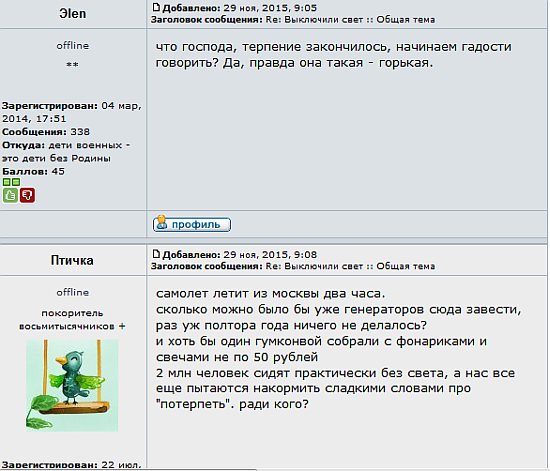 Эlen
Добавлено: 29 ноя, 2015, 9:05
Заголовок сообщения: Re: Выключили свет :: Общая тема
offline
**
что господа, терпение закончилось, начинаем гадости
говорить? Да, правда она такая - горькая.
Зарегистрирован: 04 мар,
2014, 17:51
Сообщения: 338
Откуда: дети военных -
это дети без Родины
Баллов: 45
профиль
Птичка
Добавлено: 29 ноя, 2015, 9:08
Заголовок сообщения: Re: Выключили свет :: Общая тема
offline
покоритель
восьмитысячников +
самолет летит из москвы два часа.
сколько можно было бы уже генераторов сюда завести,
раз уж полтора года ничего не делалось?
и хоть бы один гумконвой собрали с фонариками и
свечами не по 50 рублей
2 млн человек сидят практически без света, а нас все
еще пытаются накормить сладкими словами про
"потерпеть". ради кого?
Зарегистрирован: 22 июл,